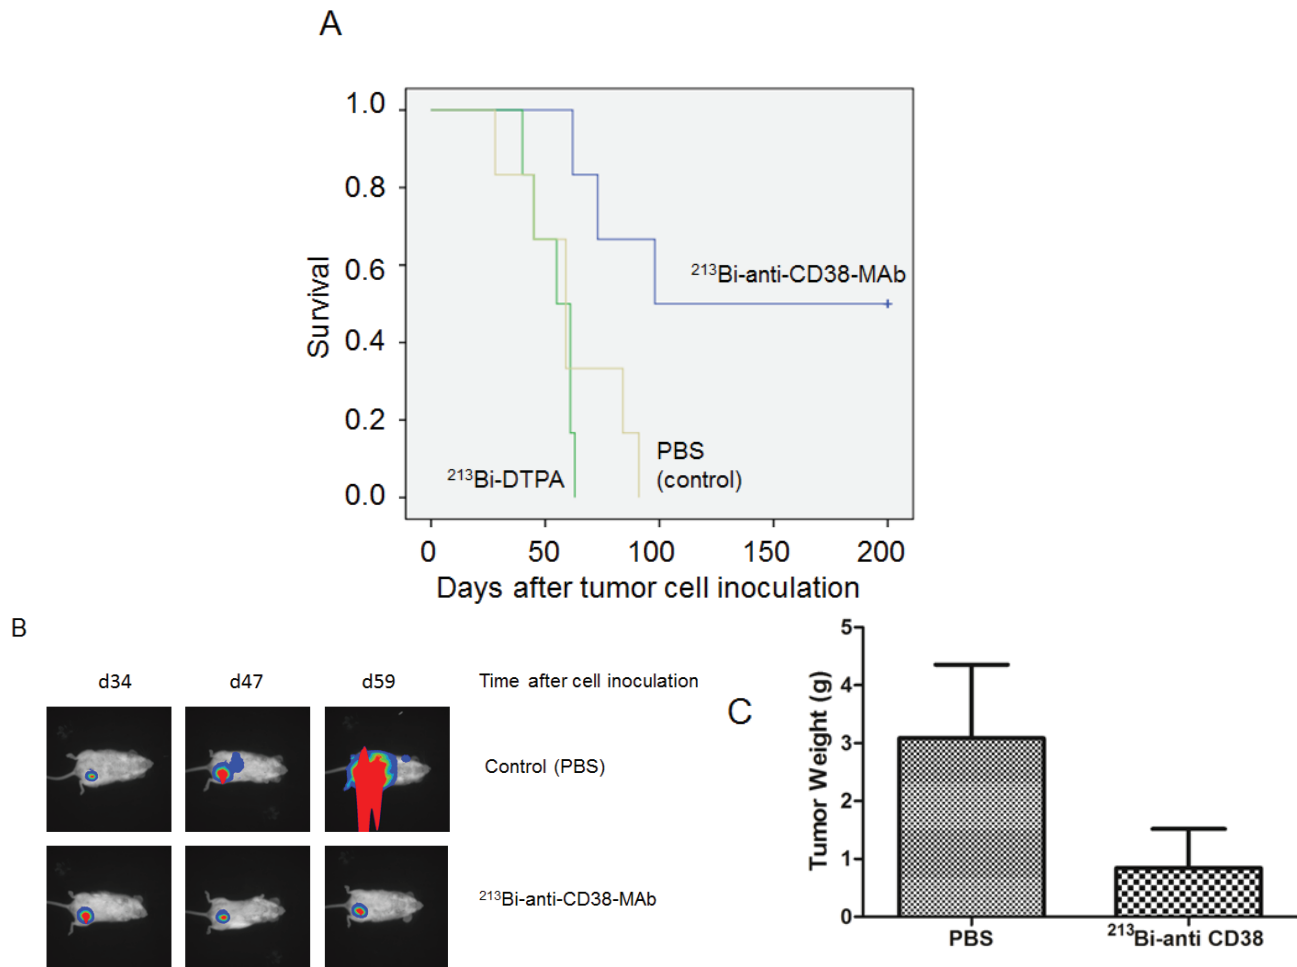 A
1.0
0.8
0.6
0.4
0.2
0.0
Survival
²¹³Bi-anti-CD38-MAb
²¹³Bi-DTPA
PBS
(control)
0 50 100 150 200
Days after tumor cell inoculation
B
d34 d47 d59 Time after cell inoculation
Control (PBS)
²¹³Bi-anti-CD38-MAb
C
5
4
3
2
1
0
Tumor Weight (g)
PBS ²¹³Bi-anti CD38